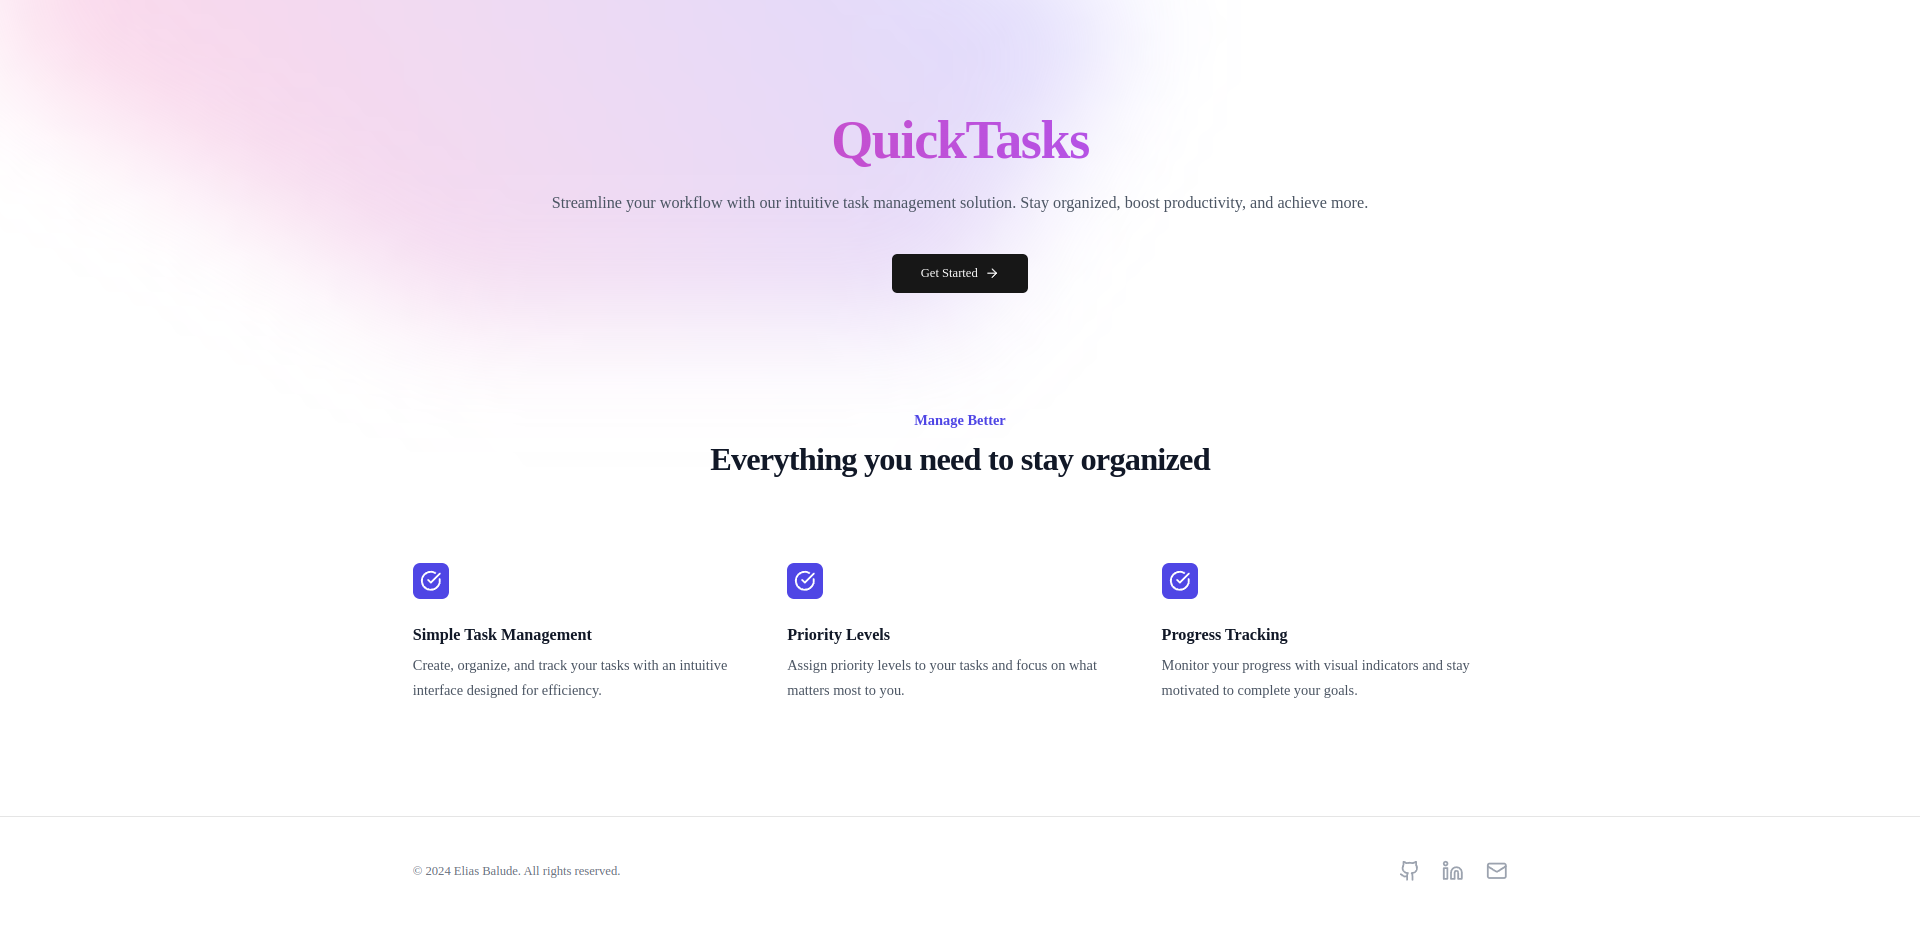 QuickTasks
Streamline your workflow with our intuitive task management solution. Stay organized, boost productivity, and achieve more.
Get Started
Manage Better
Everything you need to stay organized
Simple Task Management
Create, organize, and track your tasks with an intuitive
interface designed for efficiency.
Priority Levels
Assign priority levels to your tasks and focus on what
matters most to you.
Progress Tracking
Monitor your progress with visual indicators and stay
motivated to complete your goals.
© 2024 Elias Balude. All rights reserved.